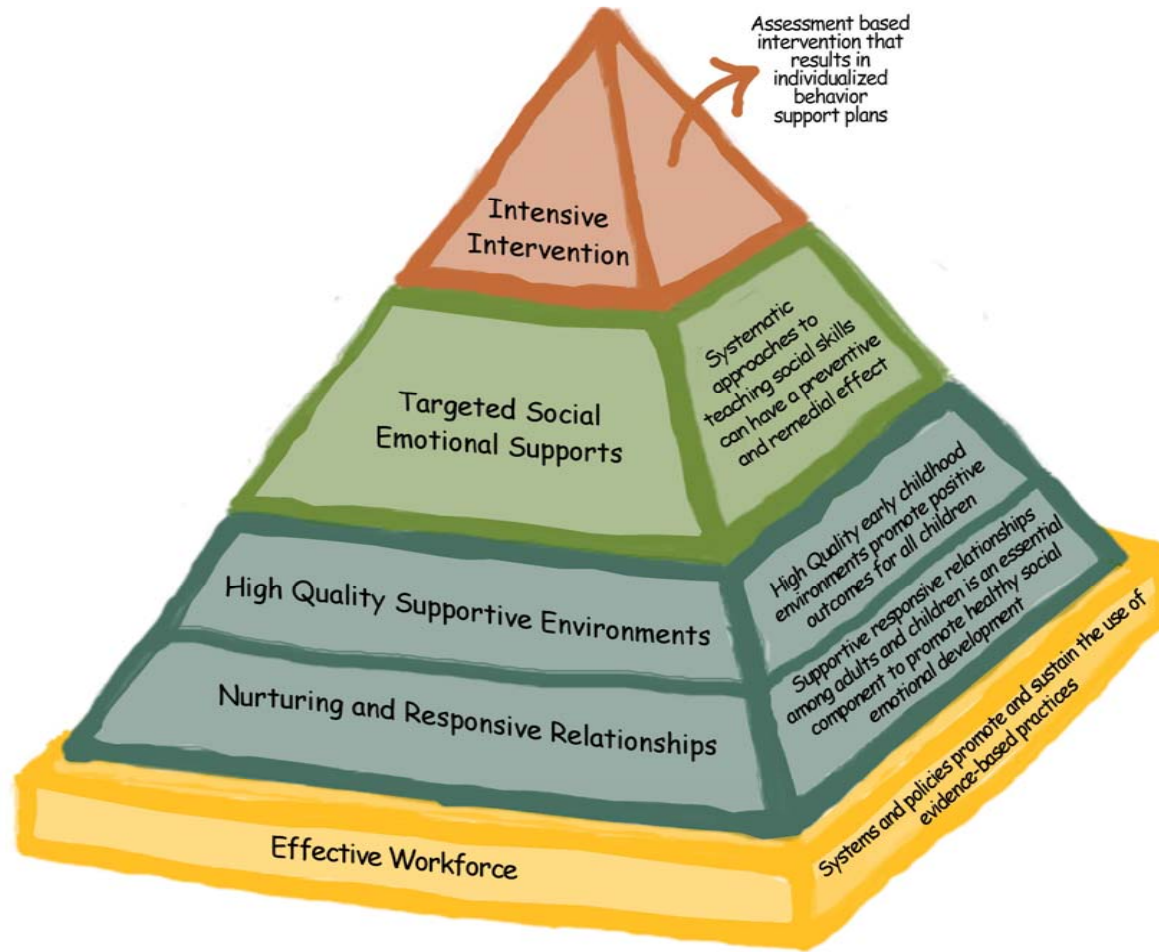 Assessment based
intervention that
results in
individualized
behavior
support plans
Intensive
Intervention
Systematic
approaches to
teaching social skills
can have a preventive
and remedial effect
Targeted Social
Emotional Supports
High Quality early childhood
environments promote positive
outcomes for all children
High Quality Supportive Environments
Supportive responsive relationships
among adults and children is an essential
component to promote healthy social
emotional development
Nurturing and Responsive Relationships
Systems and policies promote and sustain the use of
evidence-based practices
Effective Workforce